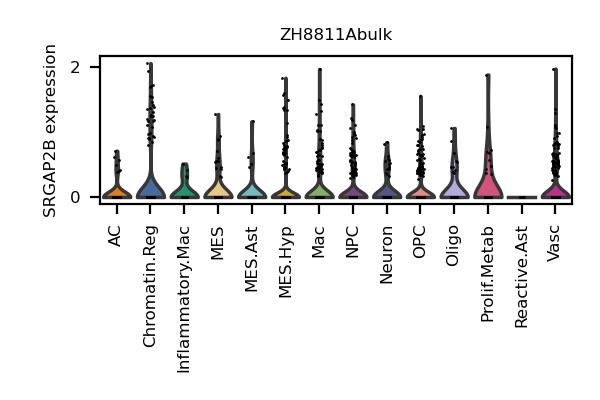 ZH8811Abulk
SRGAP2B expression
2
0
AC
Chromatin.Reg
Inflammatory.Mac
MES
MES.Ast
MES.Hyp
Mac
NPC
Neuron
OPC
Oligo
Prolif.Metab
Reactive.Ast
Vasc